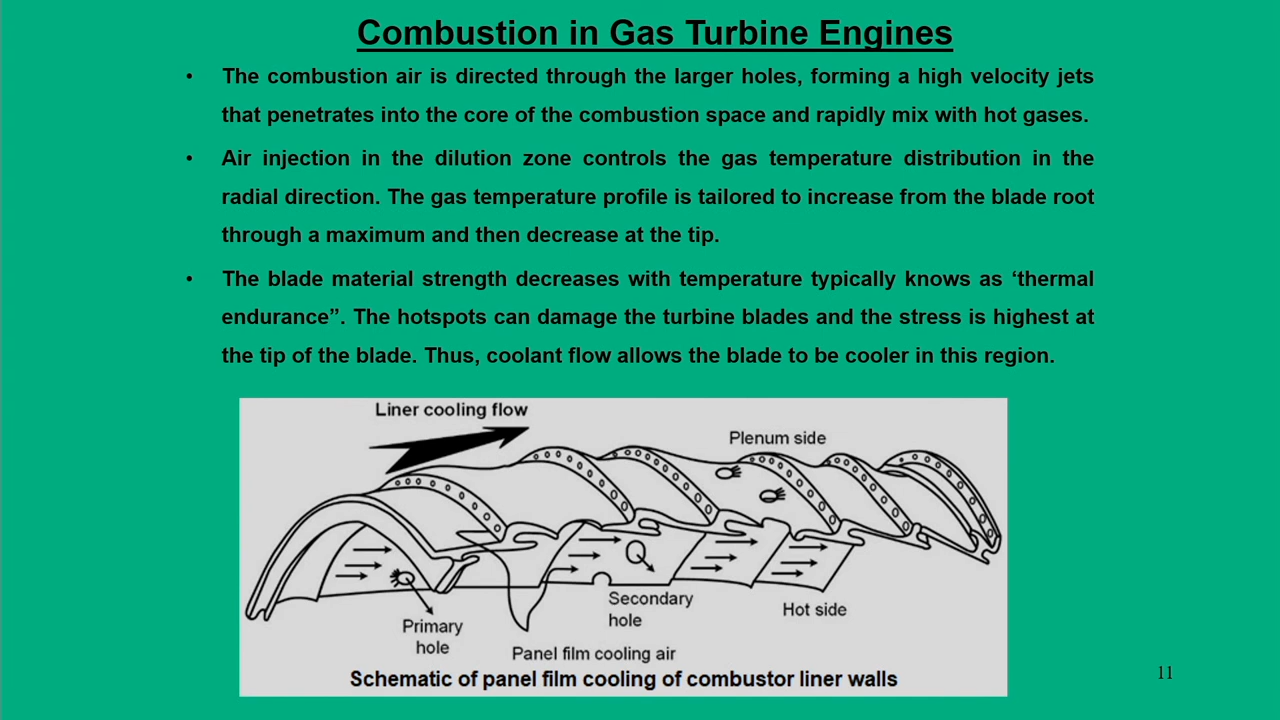 Combustion in Gas Turbine Engines
• The combustion air is directed through the larger holes, forming a high velocity jets
that penetrates into the core of the combustion space and rapidly mix with hot gases.
• Air injection in the dilution zone controls the gas temperature distribution in the
radial direction. The gas temperature profile is tailored to increase from the blade root
through a maximum and then decrease at the tip.
• The blade material strength decreases with temperature typically knows as ‘thermal
endurance”. The hotspots can damage the turbine blades and the stress is highest at
the tip of the blade. Thus, coolant flow allows the blade to be cooler in this region.
Liner cooling flow
Plenum side
Secondary
hole
Hot side
Primary
hole
Panel film cooling air
Schematic of panel film cooling of combustor liner walls
11